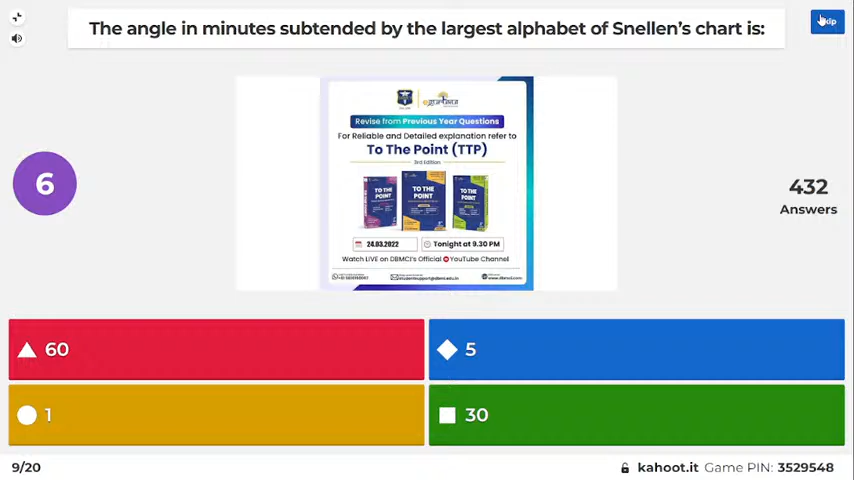 The angle in minutes subtended by the largest alphabet of Snellen's chart is:
Skip
Revise from Previous Year Questions
For Reliable and Detailed explanation refer to
To The Point (TTP)
3rd Edition
TO THE
POINT
TO THE
POINT
TO THE
POINT
24.03.2022
Tonight at 9.30 PM
Watch LIVE on DBMCI's Official YouTube Channel
www.dbmci.com
6
432
Answers
60
5
1
30
9/20
kahoot.it Game PIN: 3529548